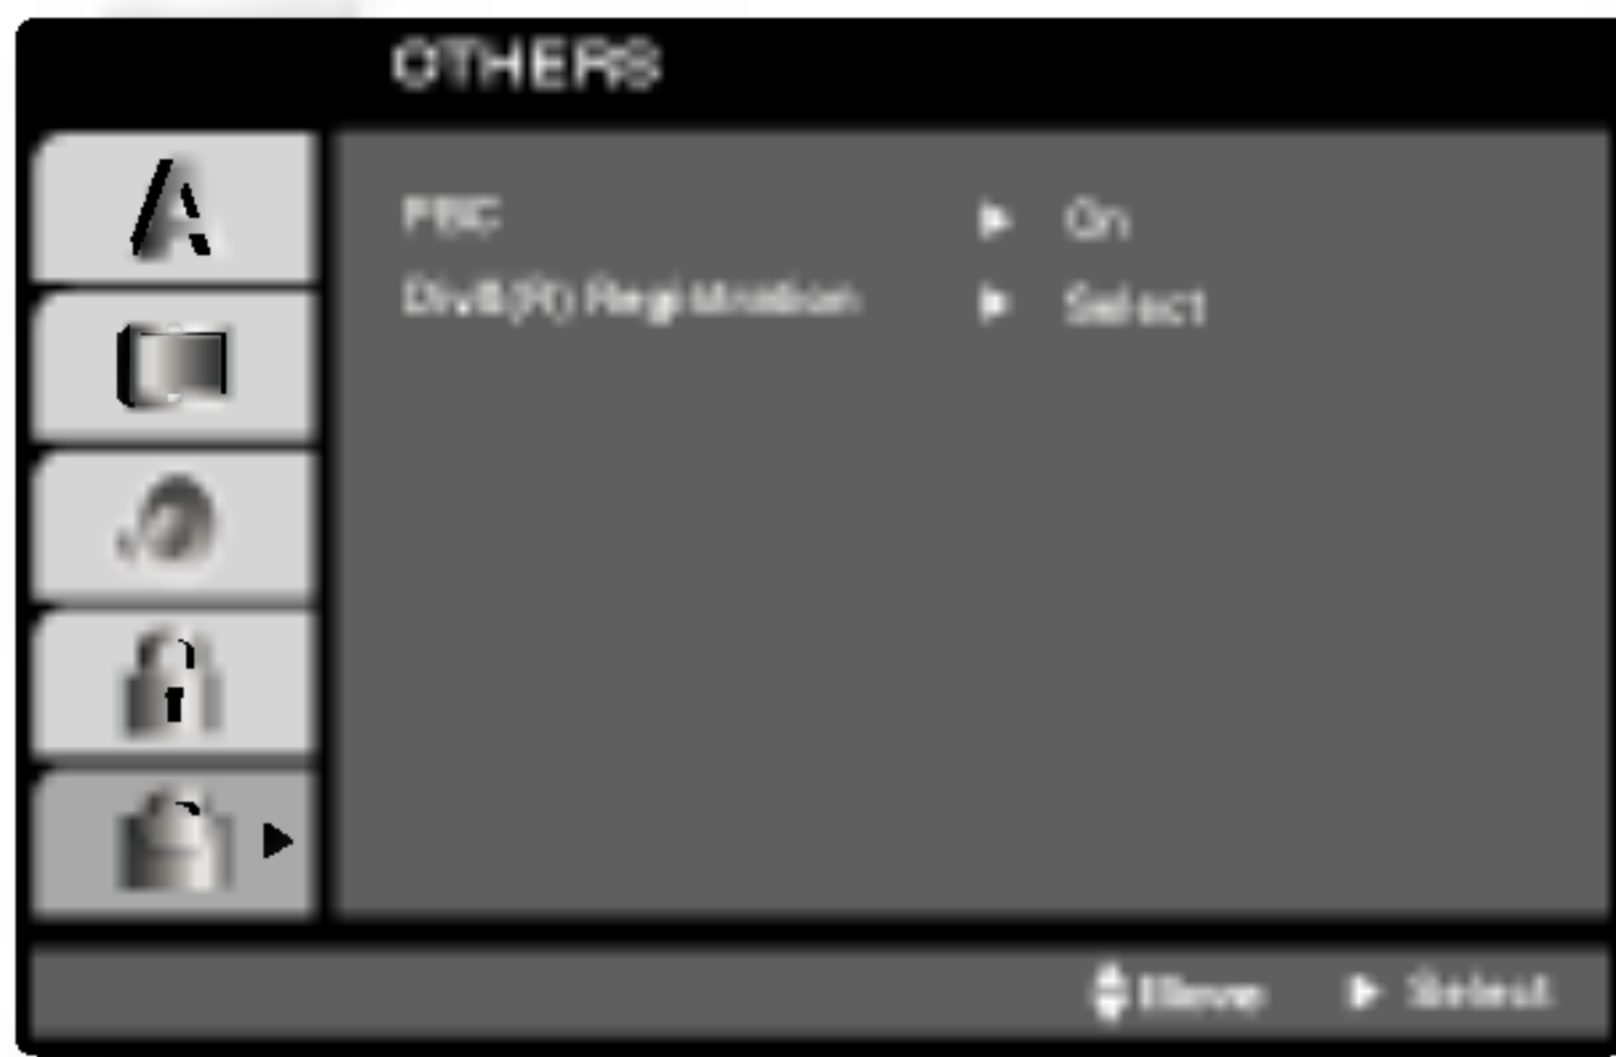 OTHERS
A
PBC On
DivX(R) Registration Select
Move Select